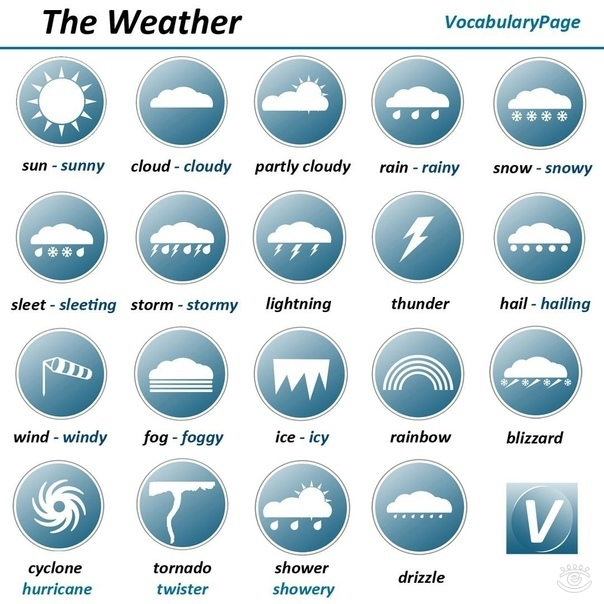 The Weather
VocabularyPage
sun - sunny
cloud - cloudy
partly cloudy
rain - rainy
snow - snowy
sleet - sleeting
storm - stormy
lightning
thunder
hail - hailing
wind - windy
fog - foggy
ice - icy
rainbow
blizzard
cyclone
hurricane
tornado
twister
shower
showery
drizzle
V